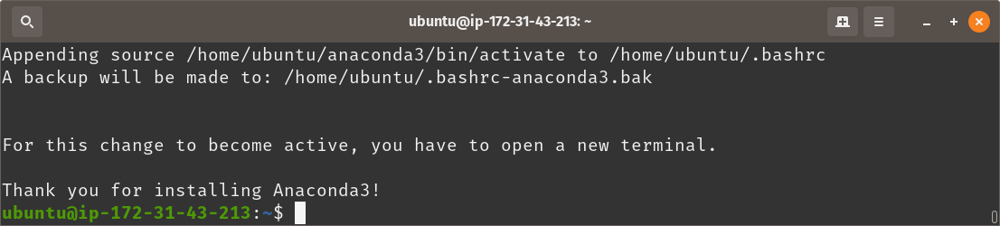 ubuntu@ip-172-31-43-213: ~
Appending source /home/ubuntu/anaconda3/bin/activate to /home/ubuntu/.bashrc
A backup will be made to: /home/ubuntu/.bashrc-anaconda3.bak
For this change to become active, you have to open a new terminal.
Thank you for installing Anaconda3!
ubuntu@ip-172-31-43-213:~$